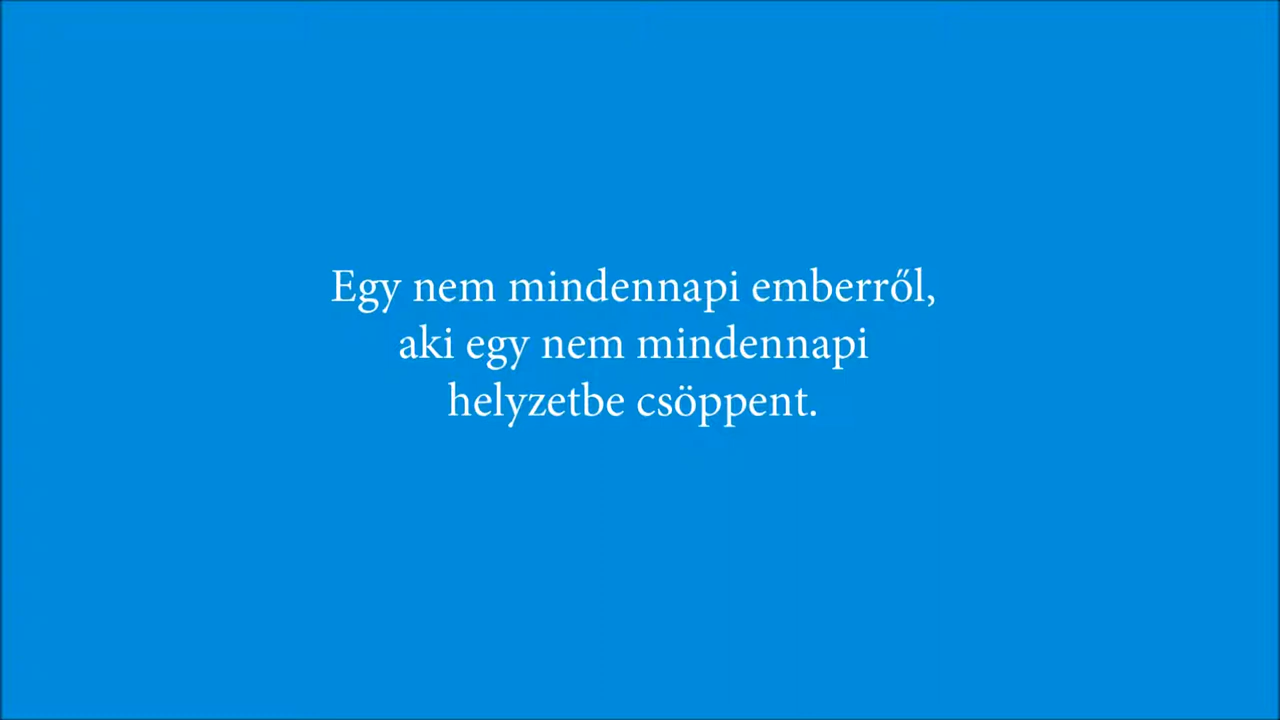 Egy nem mindennapi emberről,
aki egy nem mindennapi
helyzetbe csöppent.